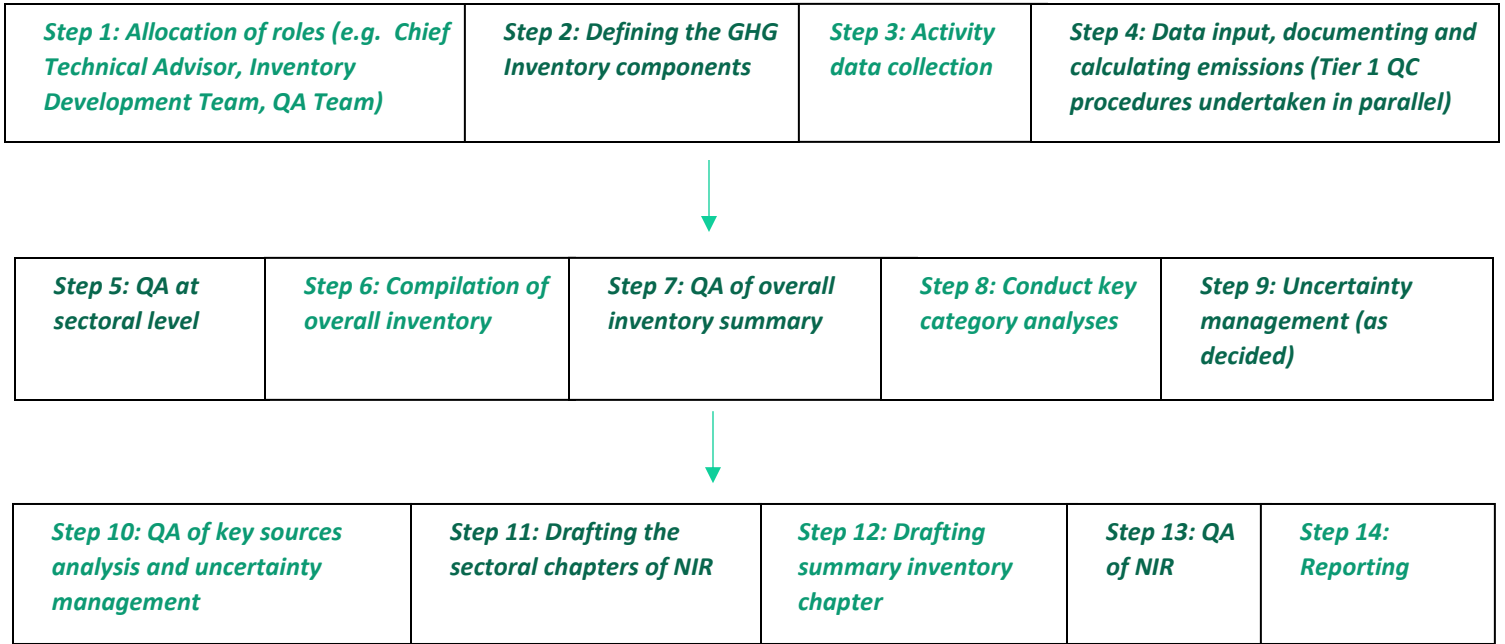 Step 1: Allocation of roles (e.g. Chief
Technical Advisor, Inventory
Development Team, QA Team)
Step 2: Defining the GHG
Inventory components
Step 3: Activity
data collection
Step 4: Data input, documenting and
calculating emissions (Tier 1 QC
procedures undertaken in parallel)
Step 5: QA at
sectoral level
Step 6: Compilation of
overall inventory
Step 7: QA of overall
inventory summary
Step 8: Conduct key
category analyses
Step 9: Uncertainty
management (as
decided)
Step 10: QA of key sources
analysis and uncertainty
management
Step 11: Drafting the
sectoral chapters of NIR
Step 12: Drafting
summary inventory
chapter
Step 13: QA
of NIR
Step 14:
Reporting